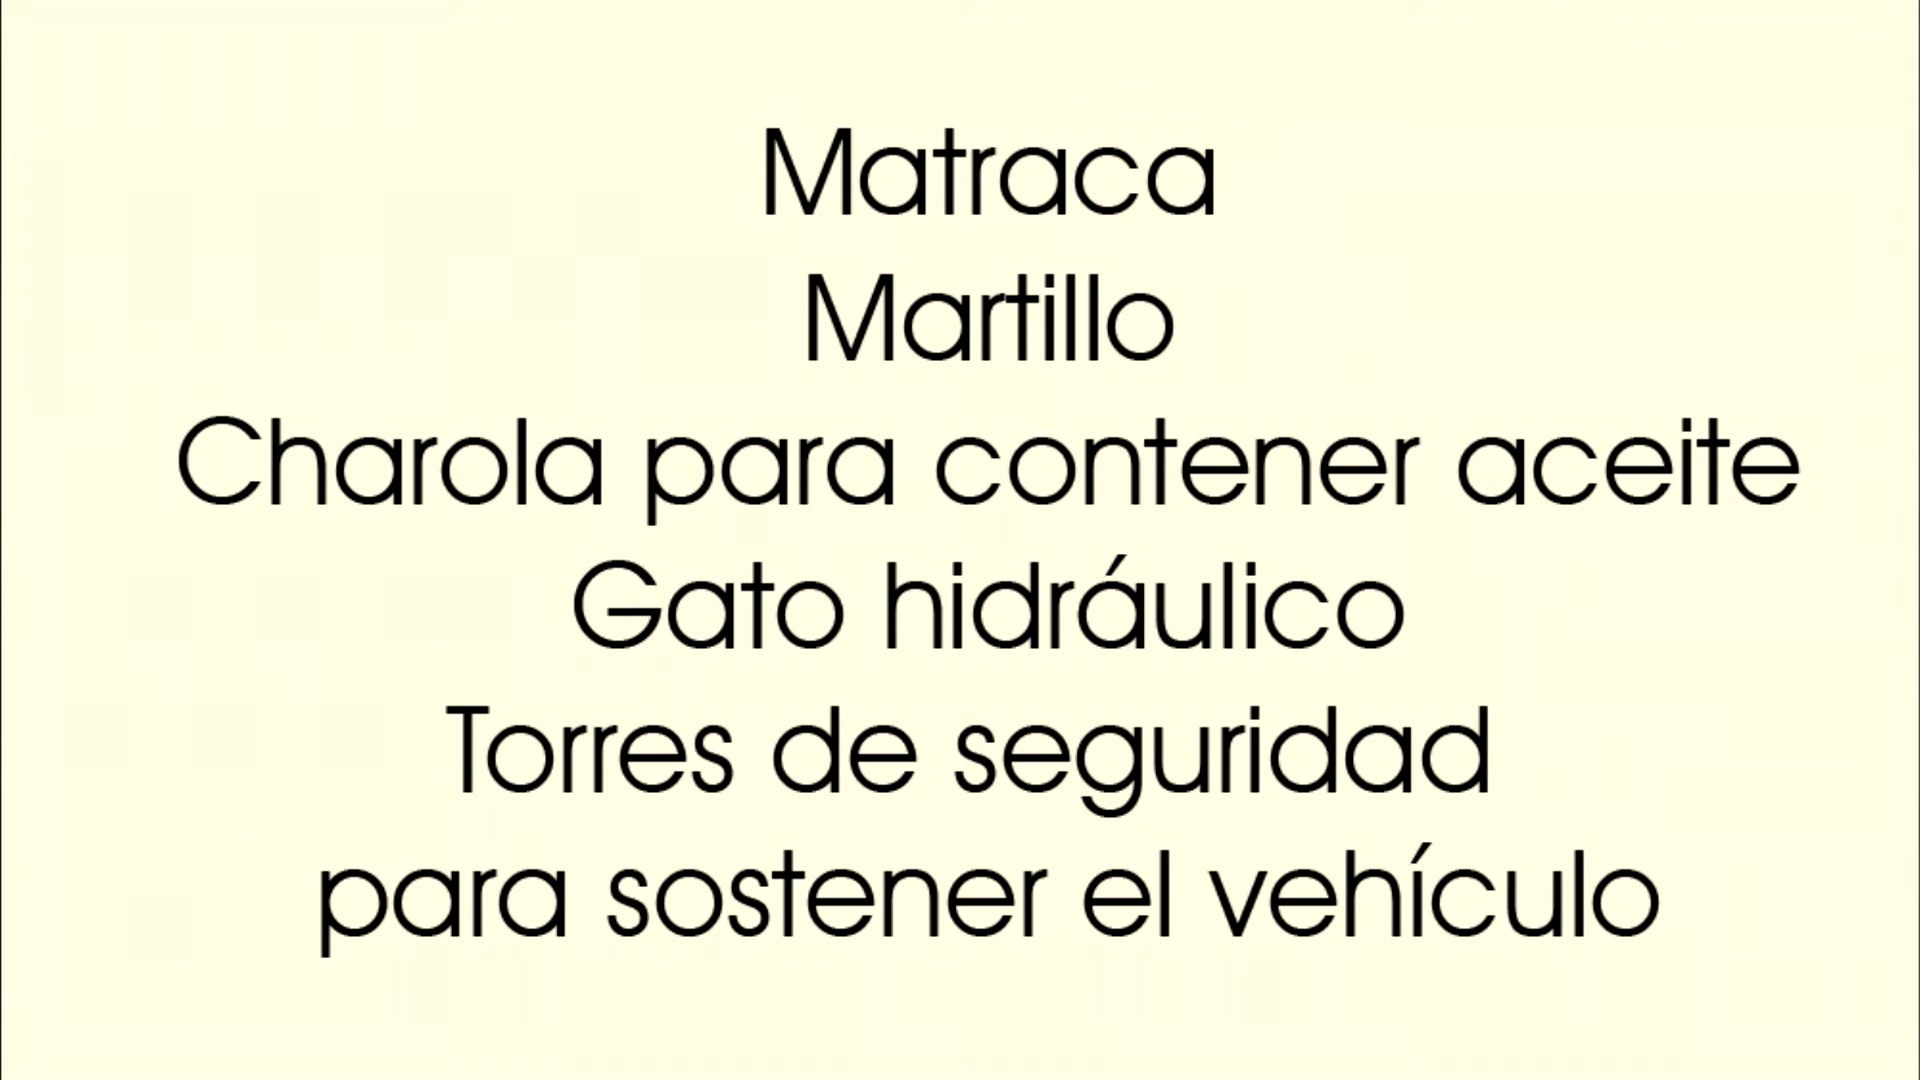 Matraca
Martillo
Charola para contener aceite
Gato hidráulico
Torres de seguridad
para sostener el vehículo